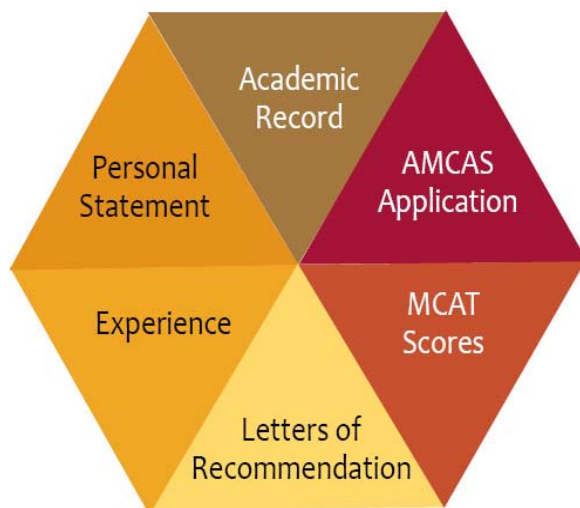 Academic
Record
AMCAS
Application
MCAT
Scores
Letters of
Recommendation
Experience
Personal
Statement